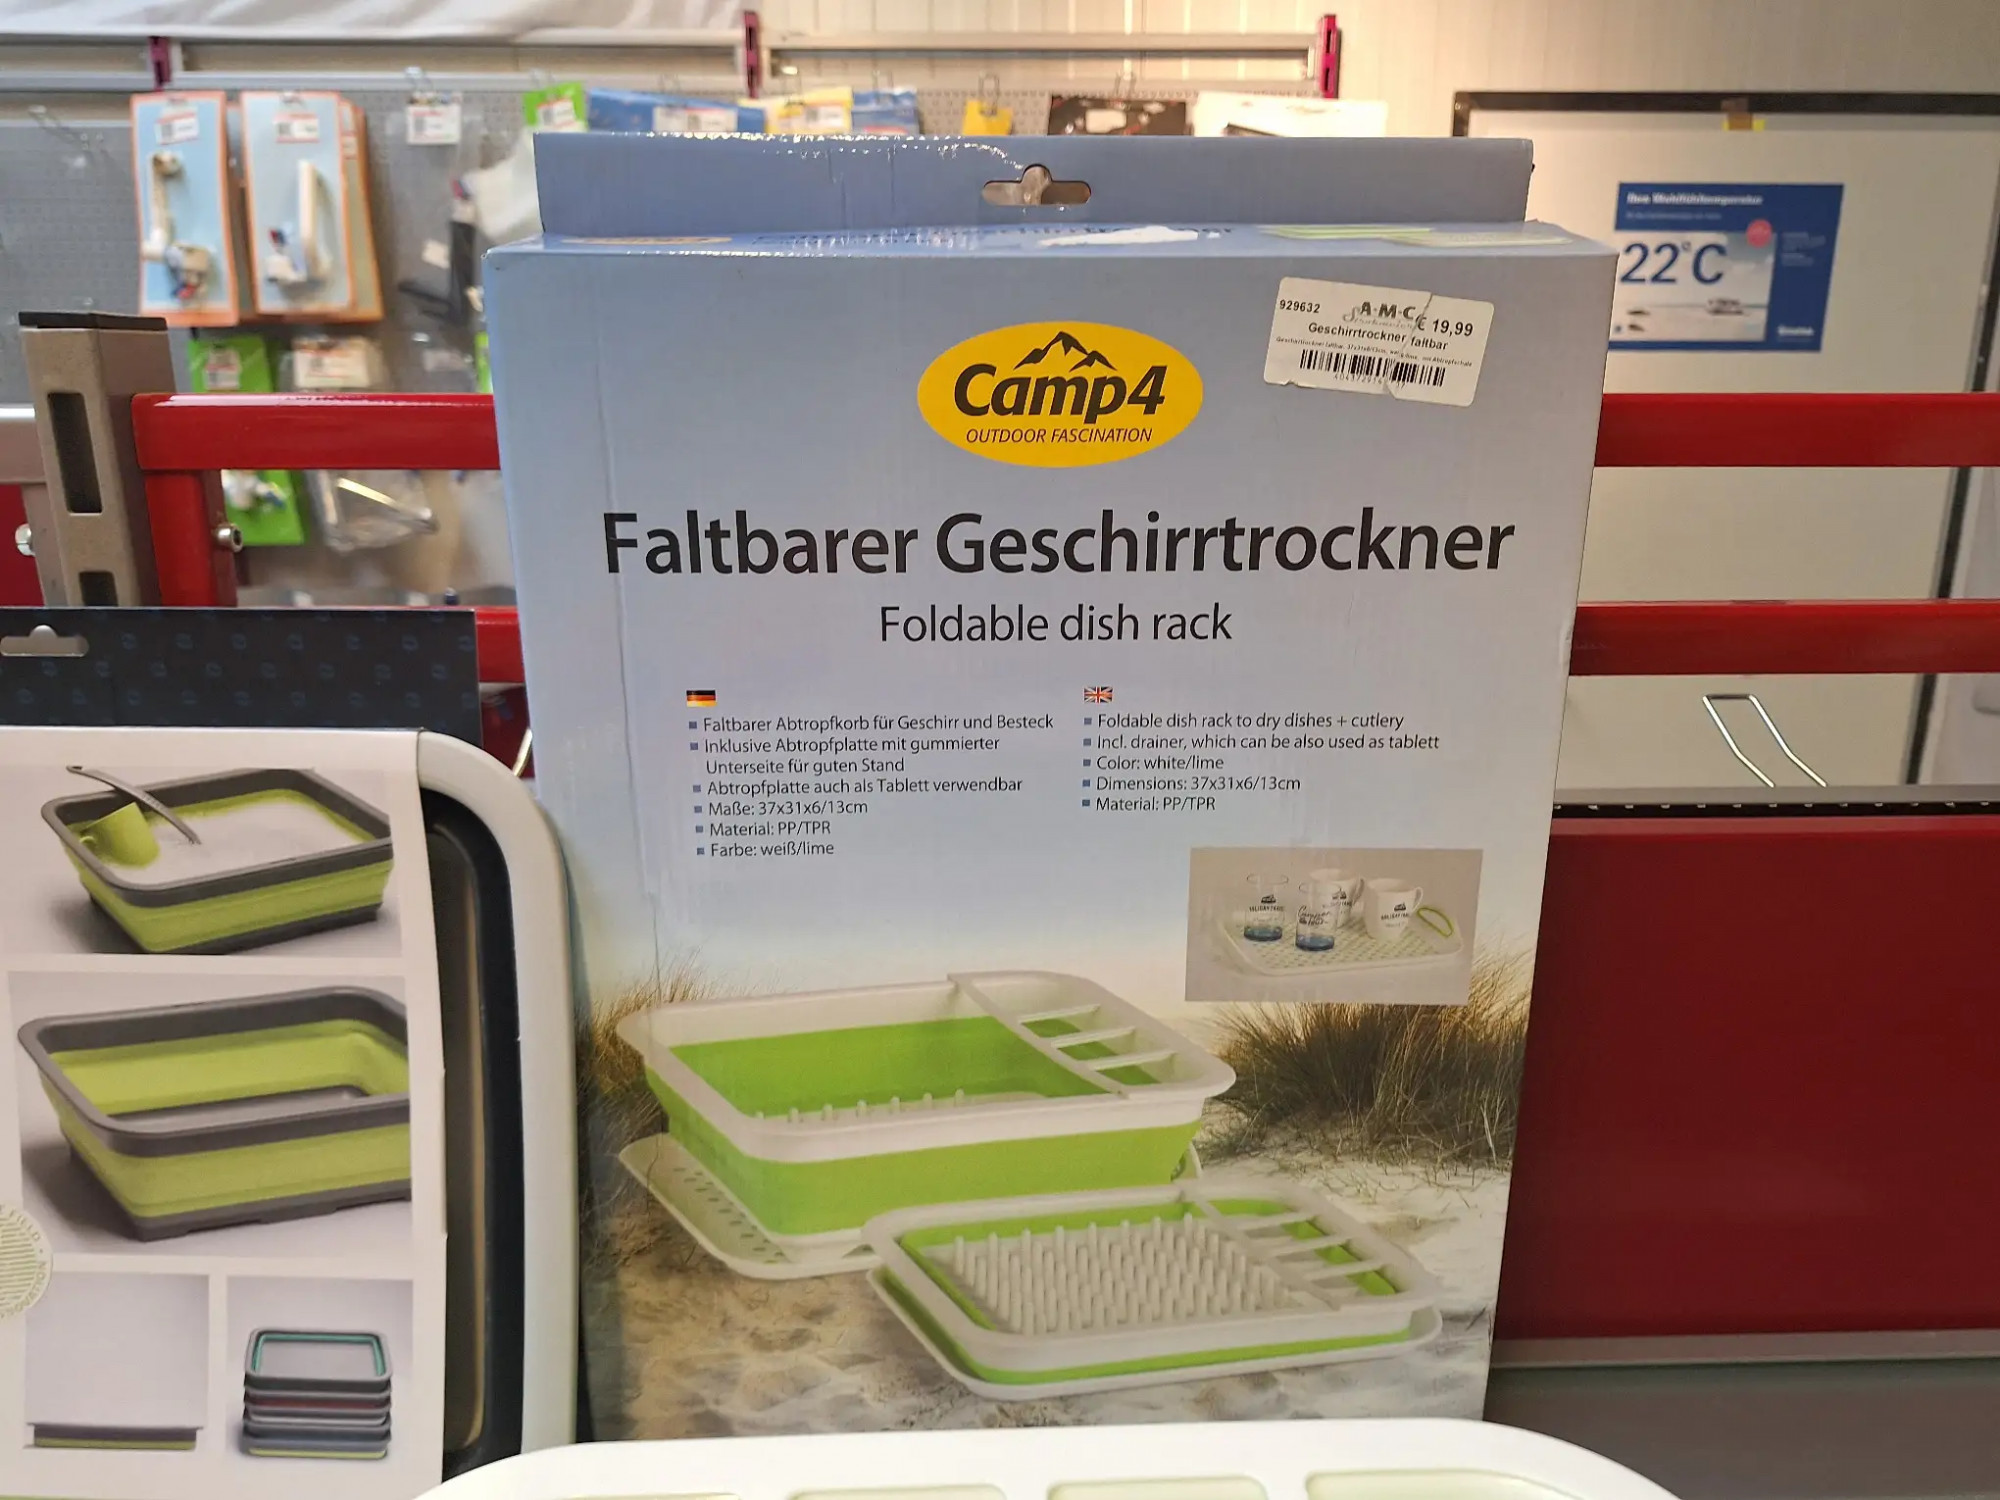 Ihre Wohlfühltemperatur
22°C
929632
A·M·C
€ 19,99
Geschirrtrockner faltbar
Camp4
OUTDOOR FASCINATION
Faltbarer Geschirrtrockner
Foldable dish rack
Faltbarer Abtropfkorb für Geschirr und Besteck
Inklusive Abtropfplatte mit gummierter
Unterseite für guten Stand
Abtropfplatte auch als Tablett verwendbar
Maße: 37x31x6/13cm
Material: PP/TPR
Farbe: weiß/lime
Foldable dish rack to dry dishes + cutlery
Incl. drainer, which can be also used as tablett
Color: white/lime
Dimensions: 37x31x6/13cm
Material: PP/TPR